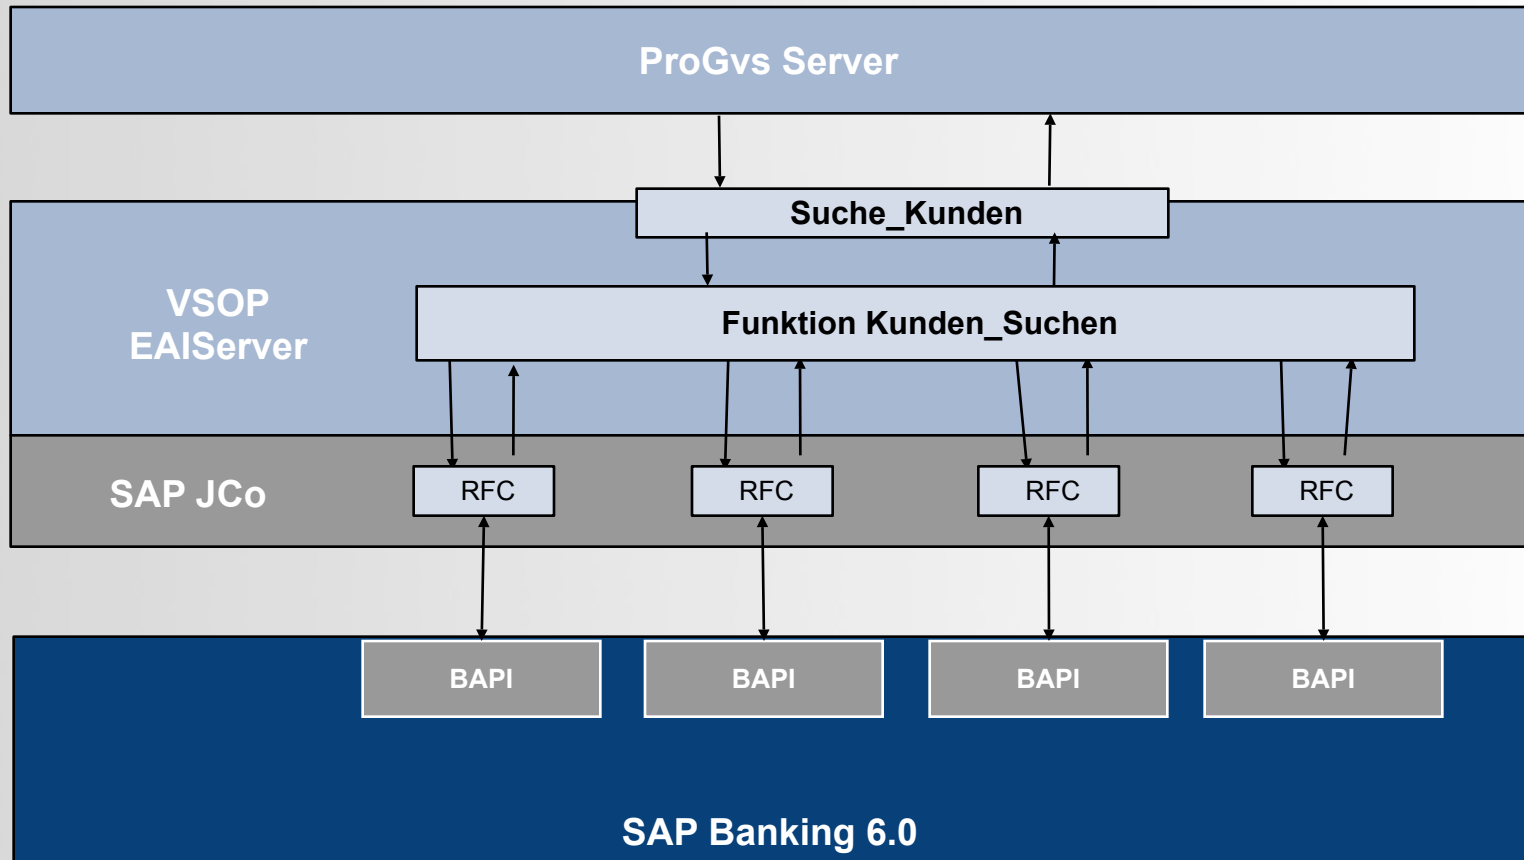 ProGvs Server
Suche_Kunden
VSOP
EAIServer
Funktion Kunden_Suchen
SAP JCo
RFC
RFC
RFC
RFC
BAPI
BAPI
BAPI
BAPI
SAP Banking 6.0